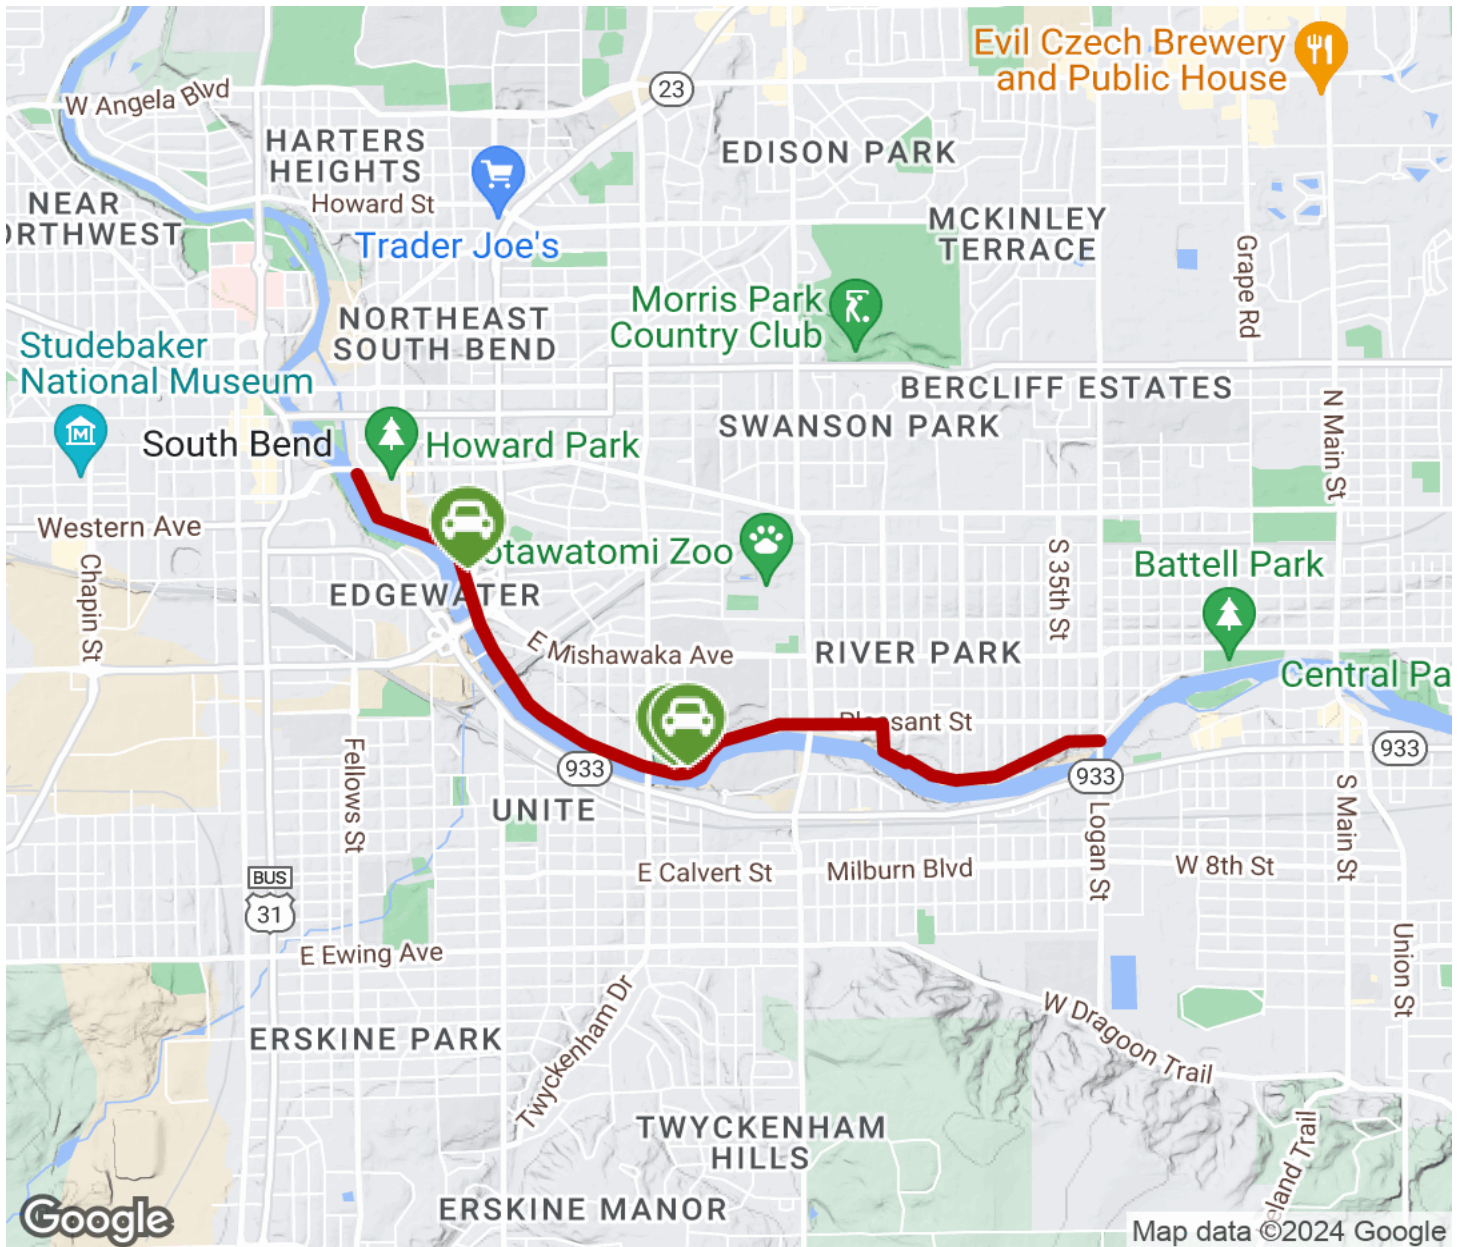 Evil Czech Brewery
and Public House
23
W Angela Blvd
HARTERS
HEIGHTS
EDISON PARK
NEAR
ORTHWEST
Howard St
MCKINLEY
TERRACE
Trader Joe's
Grape Rd
Morris Park
Country Club
NORTHEAST
SOUTH BEND
Studebaker
National Museum
M
BERCLIFF ESTATES
N Main St
SWANSON PARK
South Bend
Howard Park
Western Ave
otawatomi Zoo
Chapin St
S 35th St
Battell Park
EDGEWATER
E Mishawaka Ave
RIVER PARK
Central Pa
Pleasant St
Fellows St
933
933
933
UNITE
S Main St
Logan St
E Calvert St
Milburn Blvd
W 8th St
BUS
31
E Ewing Ave
Union St
Twyckenham Dr
W Dragoon Trail
ERSKINE PARK
TWYCKENHAM
HILLS
eland Trail
ERSKINE MANOR
Google
Map data ©2024 Google